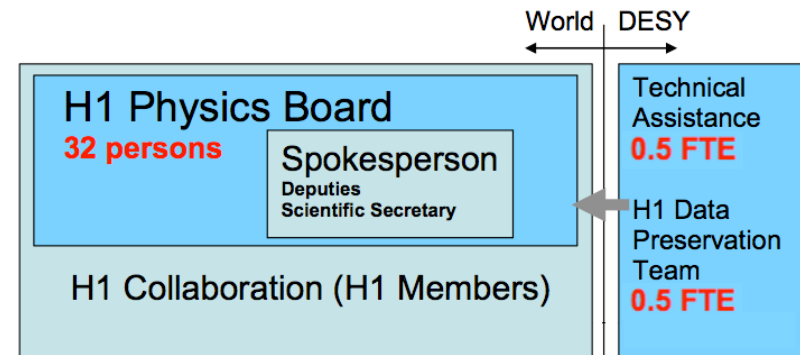 World DESY
H1 Physics Board
32 persons
Spokesperson
Deputies
Scientific Secretary
H1 Collaboration (H1 Members)
Technical
Assistance
0.5 FTE
H1 Data
Preservation
Team
0.5 FTE